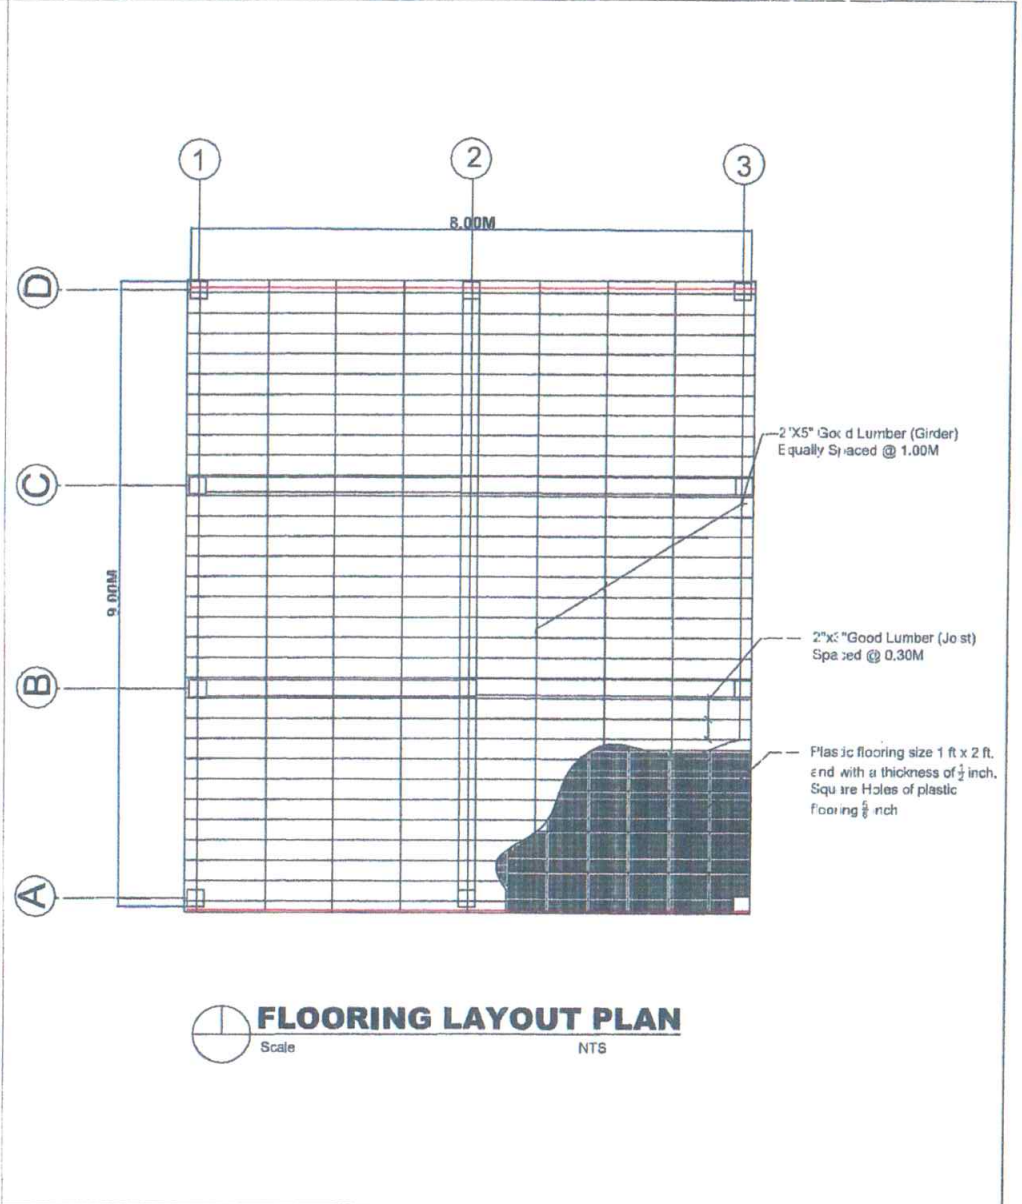 1
2
3
8.00M
D
C
B
A
9.00M
2"X5" Good Lumber (Girder)
Equally Spaced @ 1.00M
2"x3"Good Lumber (Joist)
Spaced @ 0.30M
Plastic flooring size 1 ft x 2 ft.
and with a thickness of ½ inch.
Square Holes of plastic
flooring inch
FLOORING LAYOUT PLAN
Scale NTS